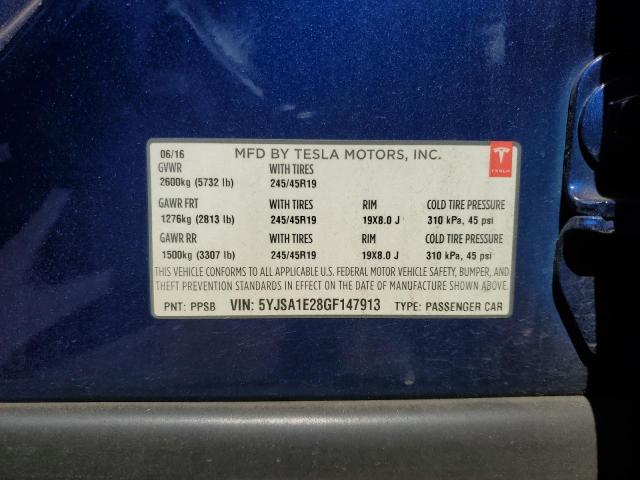 06/16 MFD BY TESLA MOTORS, INC. TESLA
GVWR WITH TIRES
2600kg (5732 lb) 245/45R19
GAWR FRT WITH TIRES RIM COLD TIRE PRESSURE
1276kg (2813 lb) 245/45R19 19X8.0 J 310 kPa, 45 psi
GAWR RR WITH TIRES RIM COLD TIRE PRESSURE
1500kg (3307 lb) 245/45R19 19X8.0 J 310 kPa, 45 psi
THIS VEHICLE CONFORMS TO ALL APPLICABLE U.S. FEDERAL MOTOR VEHICLE SAFETY, BUMPER, AND
THEFT PREVENTION STANDARDS IN EFFECT ON THE DATE OF MANUFACTURE SHOWN ABOVE.
PNT: PPSB VIN: 5YJSA1E28GF147913 TYPE: PASSENGER CAR